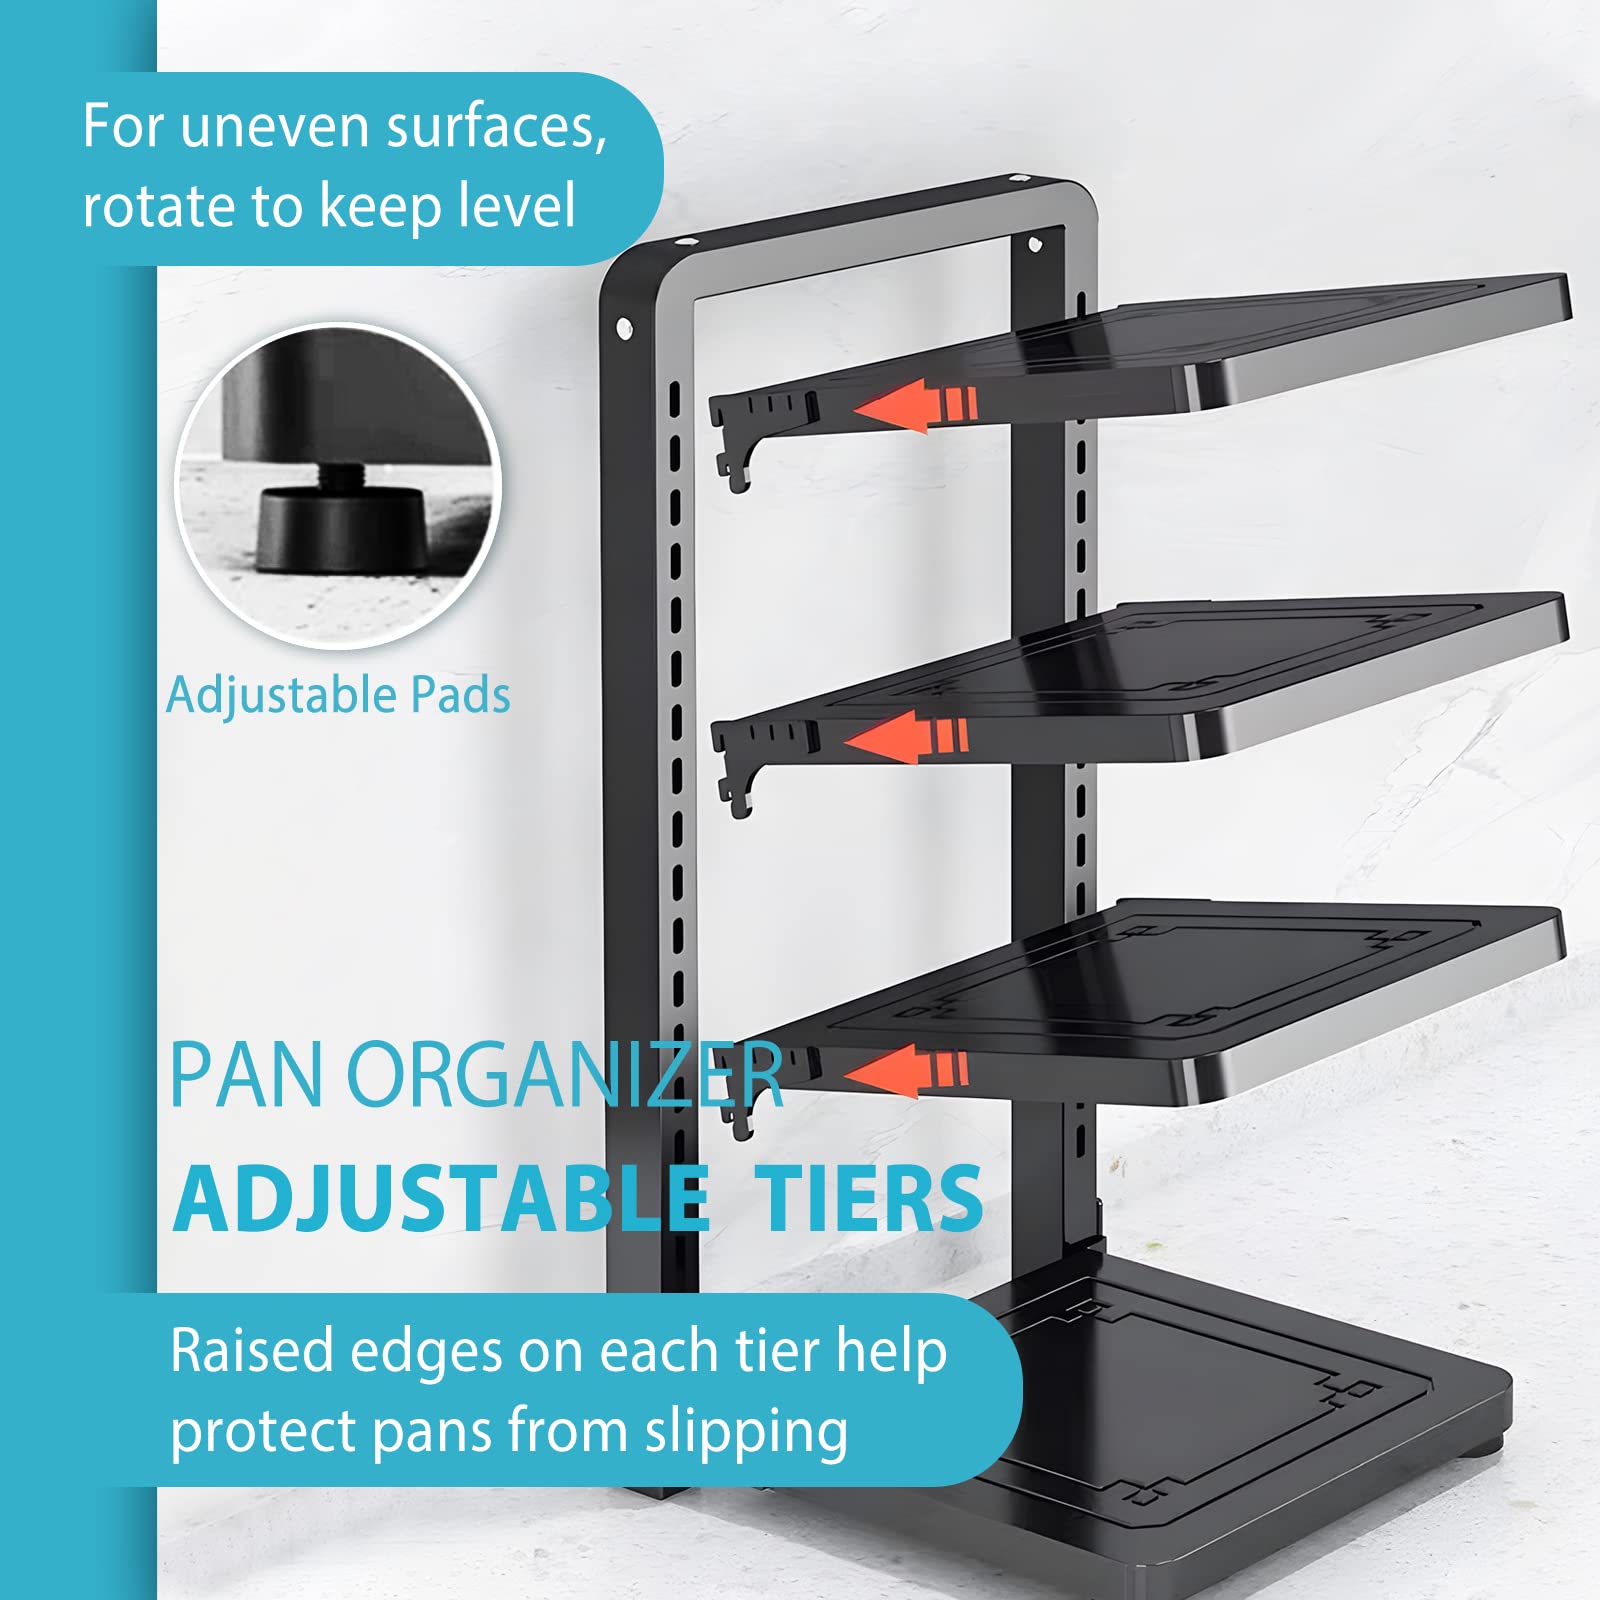 For uneven surfaces,
rotate to keep level
Adjustable Pads
PAN ORGANIZER
ADJUSTABLE TIERS
Raised edges on each tier help
protect pans from slipping